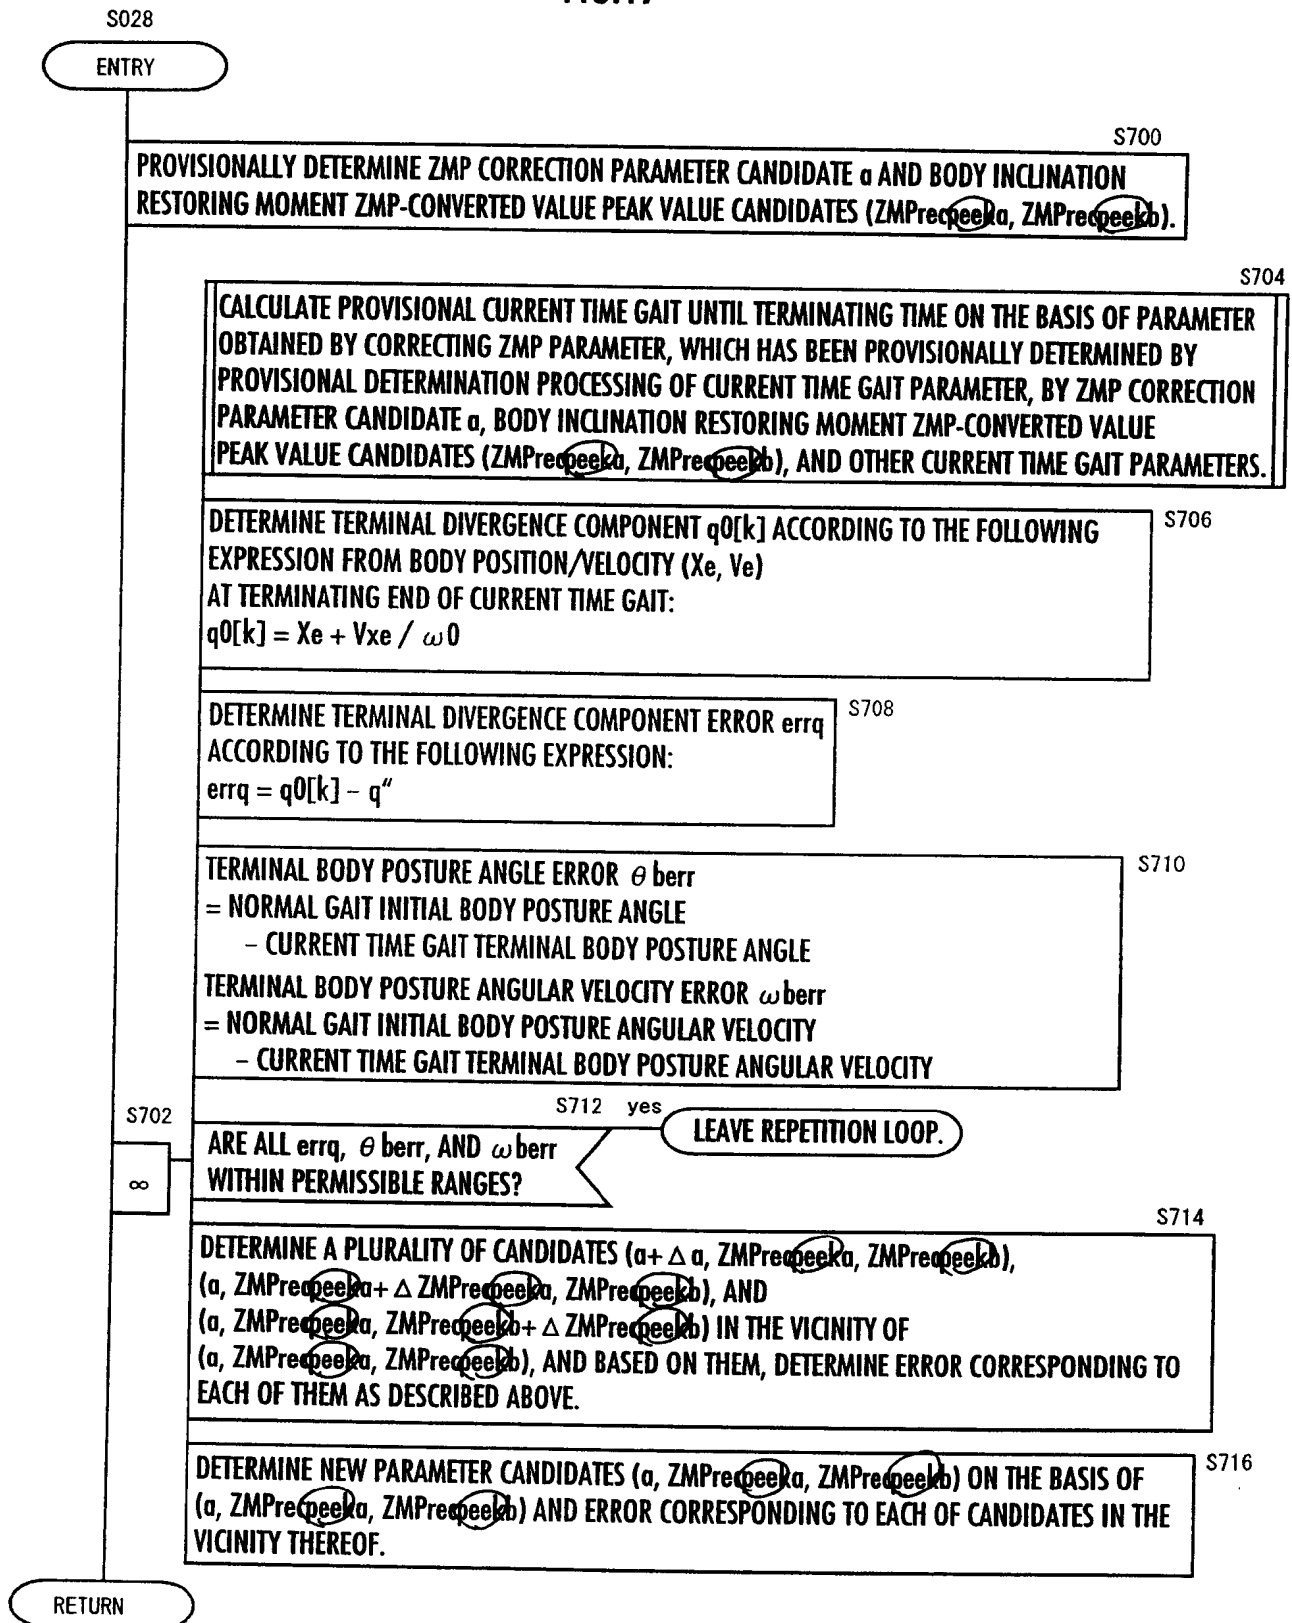 S028
ENTRY
S700
PROVISIONALLY DETERMINE ZMP CORRECTION PARAMETER CANDIDATE a AND BODY INCLINATION
RESTORING MOMENT ZMP-CONVERTED VALUE PEAK VALUE CANDIDATES (ZMPrecpeeka, ZMPrecpeekb).
S704
CALCULATE PROVISIONAL CURRENT TIME GAIT UNTIL TERMINATING TIME ON THE BASIS OF PARAMETER
OBTAINED BY CORRECTING ZMP PARAMETER, WHICH HAS BEEN PROVISIONALLY DETERMINED BY
PROVISIONAL DETERMINATION PROCESSING OF CURRENT TIME GAIT PARAMETER, BY ZMP CORRECTION
PARAMETER CANDIDATE a, BODY INCLINATION RESTORING MOMENT ZMP-CONVERTED VALUE
PEAK VALUE CANDIDATES (ZMPrecpeeka, ZMPrecpeekb), AND OTHER CURRENT TIME GAIT PARAMETERS.
S706
DETERMINE TERMINAL DIVERGENCE COMPONENT q0[k] ACCORDING TO THE FOLLOWING
EXPRESSION FROM BODY POSITION/VELOCITY (Xe, Ve)
AT TERMINATING END OF CURRENT TIME GAIT:
q0[k] = Xe + Vxe / ω0
S708
DETERMINE TERMINAL DIVERGENCE COMPONENT ERROR errq
ACCORDING TO THE FOLLOWING EXPRESSION:
errq = q0[k] – q"
S710
TERMINAL BODY POSTURE ANGLE ERROR θberr
= NORMAL GAIT INITIAL BODY POSTURE ANGLE
– CURRENT TIME GAIT TERMINAL BODY POSTURE ANGLE
TERMINAL BODY POSTURE ANGULAR VELOCITY ERROR ωberr
= NORMAL GAIT INITIAL BODY POSTURE ANGULAR VELOCITY
– CURRENT TIME GAIT TERMINAL BODY POSTURE ANGULAR VELOCITY
S702
∞
S712 yes
LEAVE REPETITION LOOP.
ARE ALL errq, θberr, AND ωberr
WITHIN PERMISSIBLE RANGES?
S714
DETERMINE A PLURALITY OF CANDIDATES (a+Δa, ZMPrecpeeka, ZMPrecpeekb),
(a, ZMPrecpeeka+ΔZMPrecpeeka, ZMPrecpeekb), AND
(a, ZMPrecpeeka, ZMPrecpeekb+ΔZMPrecpeekb) IN THE VICINITY OF
(a, ZMPrecpeeka, ZMPrecpeekb), AND BASED ON THEM, DETERMINE ERROR CORRESPONDING TO
EACH OF THEM AS DESCRIBED ABOVE.
S716
DETERMINE NEW PARAMETER CANDIDATES (a, ZMPrecpeeka, ZMPrecpeekb) ON THE BASIS OF
(a, ZMPrecpeeka, ZMPrecpeekb) AND ERROR CORRESPONDING TO EACH OF CANDIDATES IN THE
VICINITY THEREOF.
RETURN